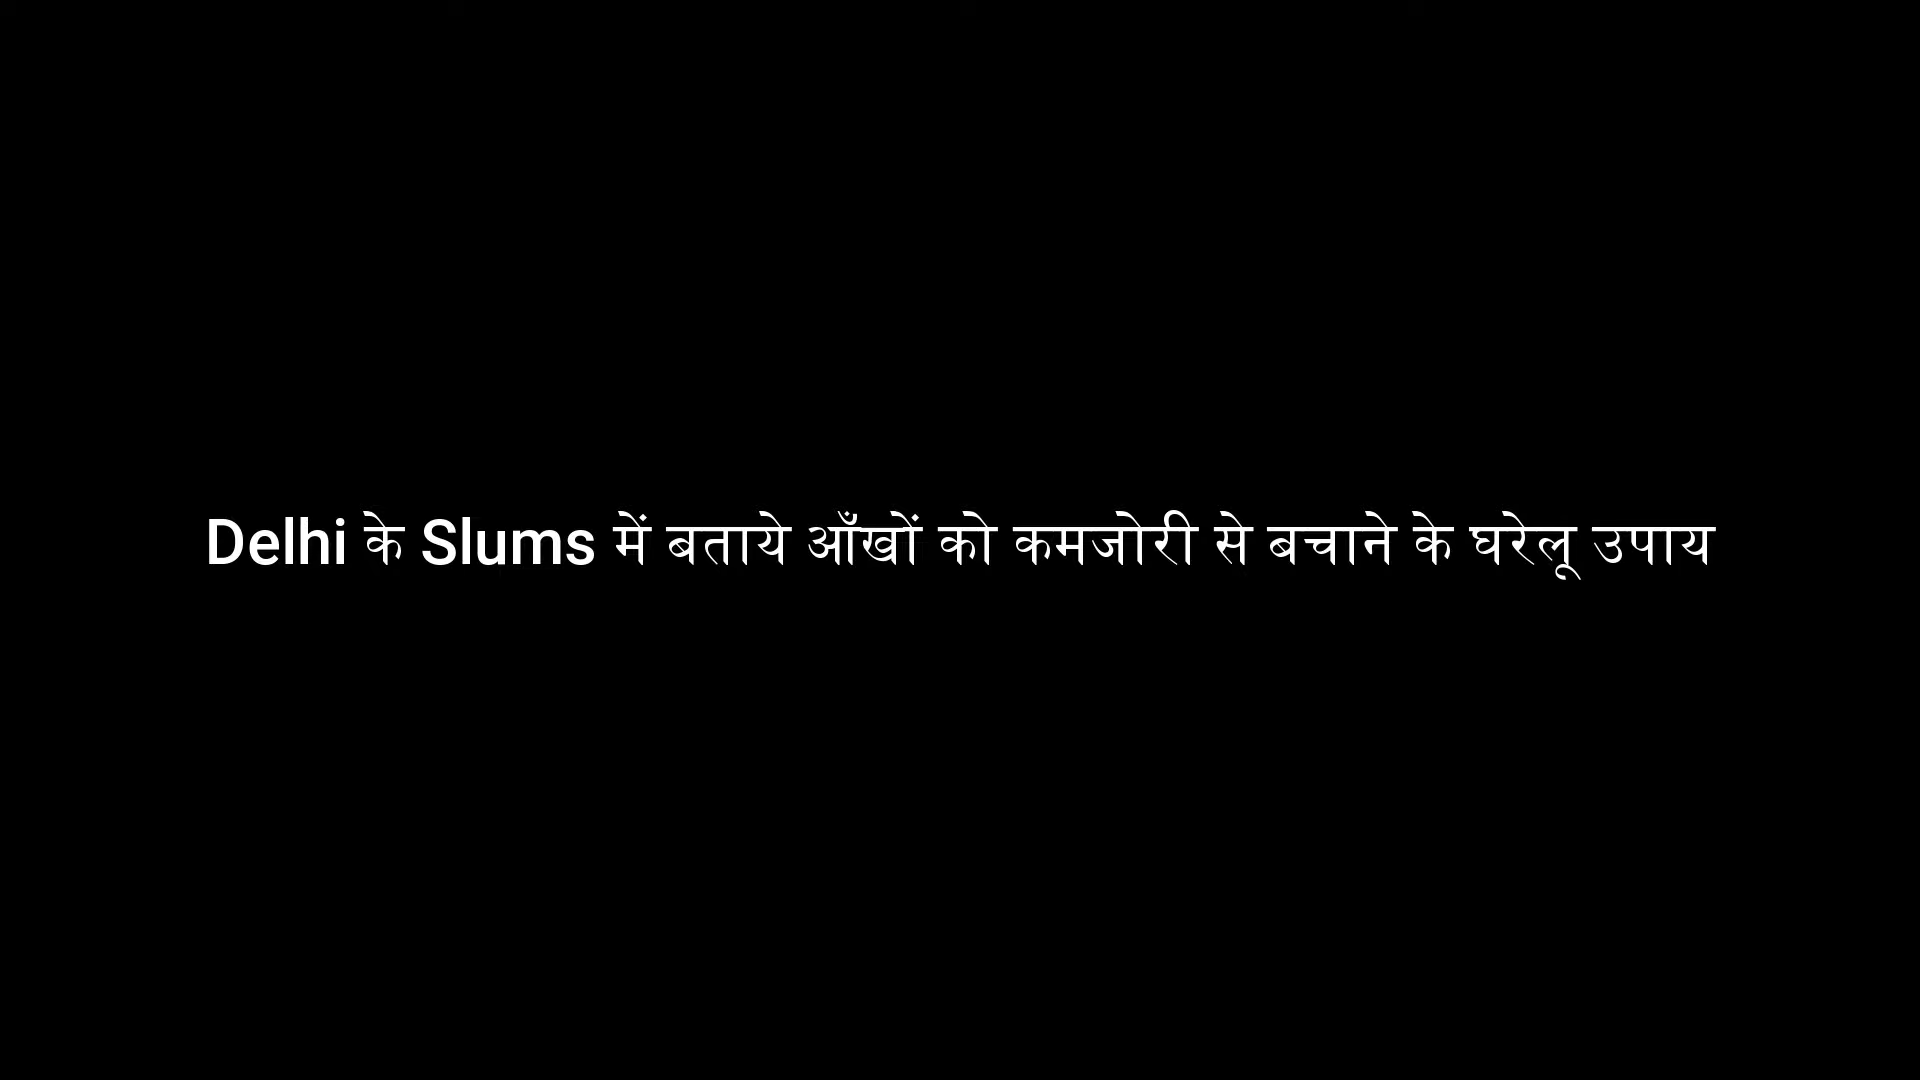 Delhi के Slums में बताये आँखों को कमजोरी से बचाने के घरेलू उपाय